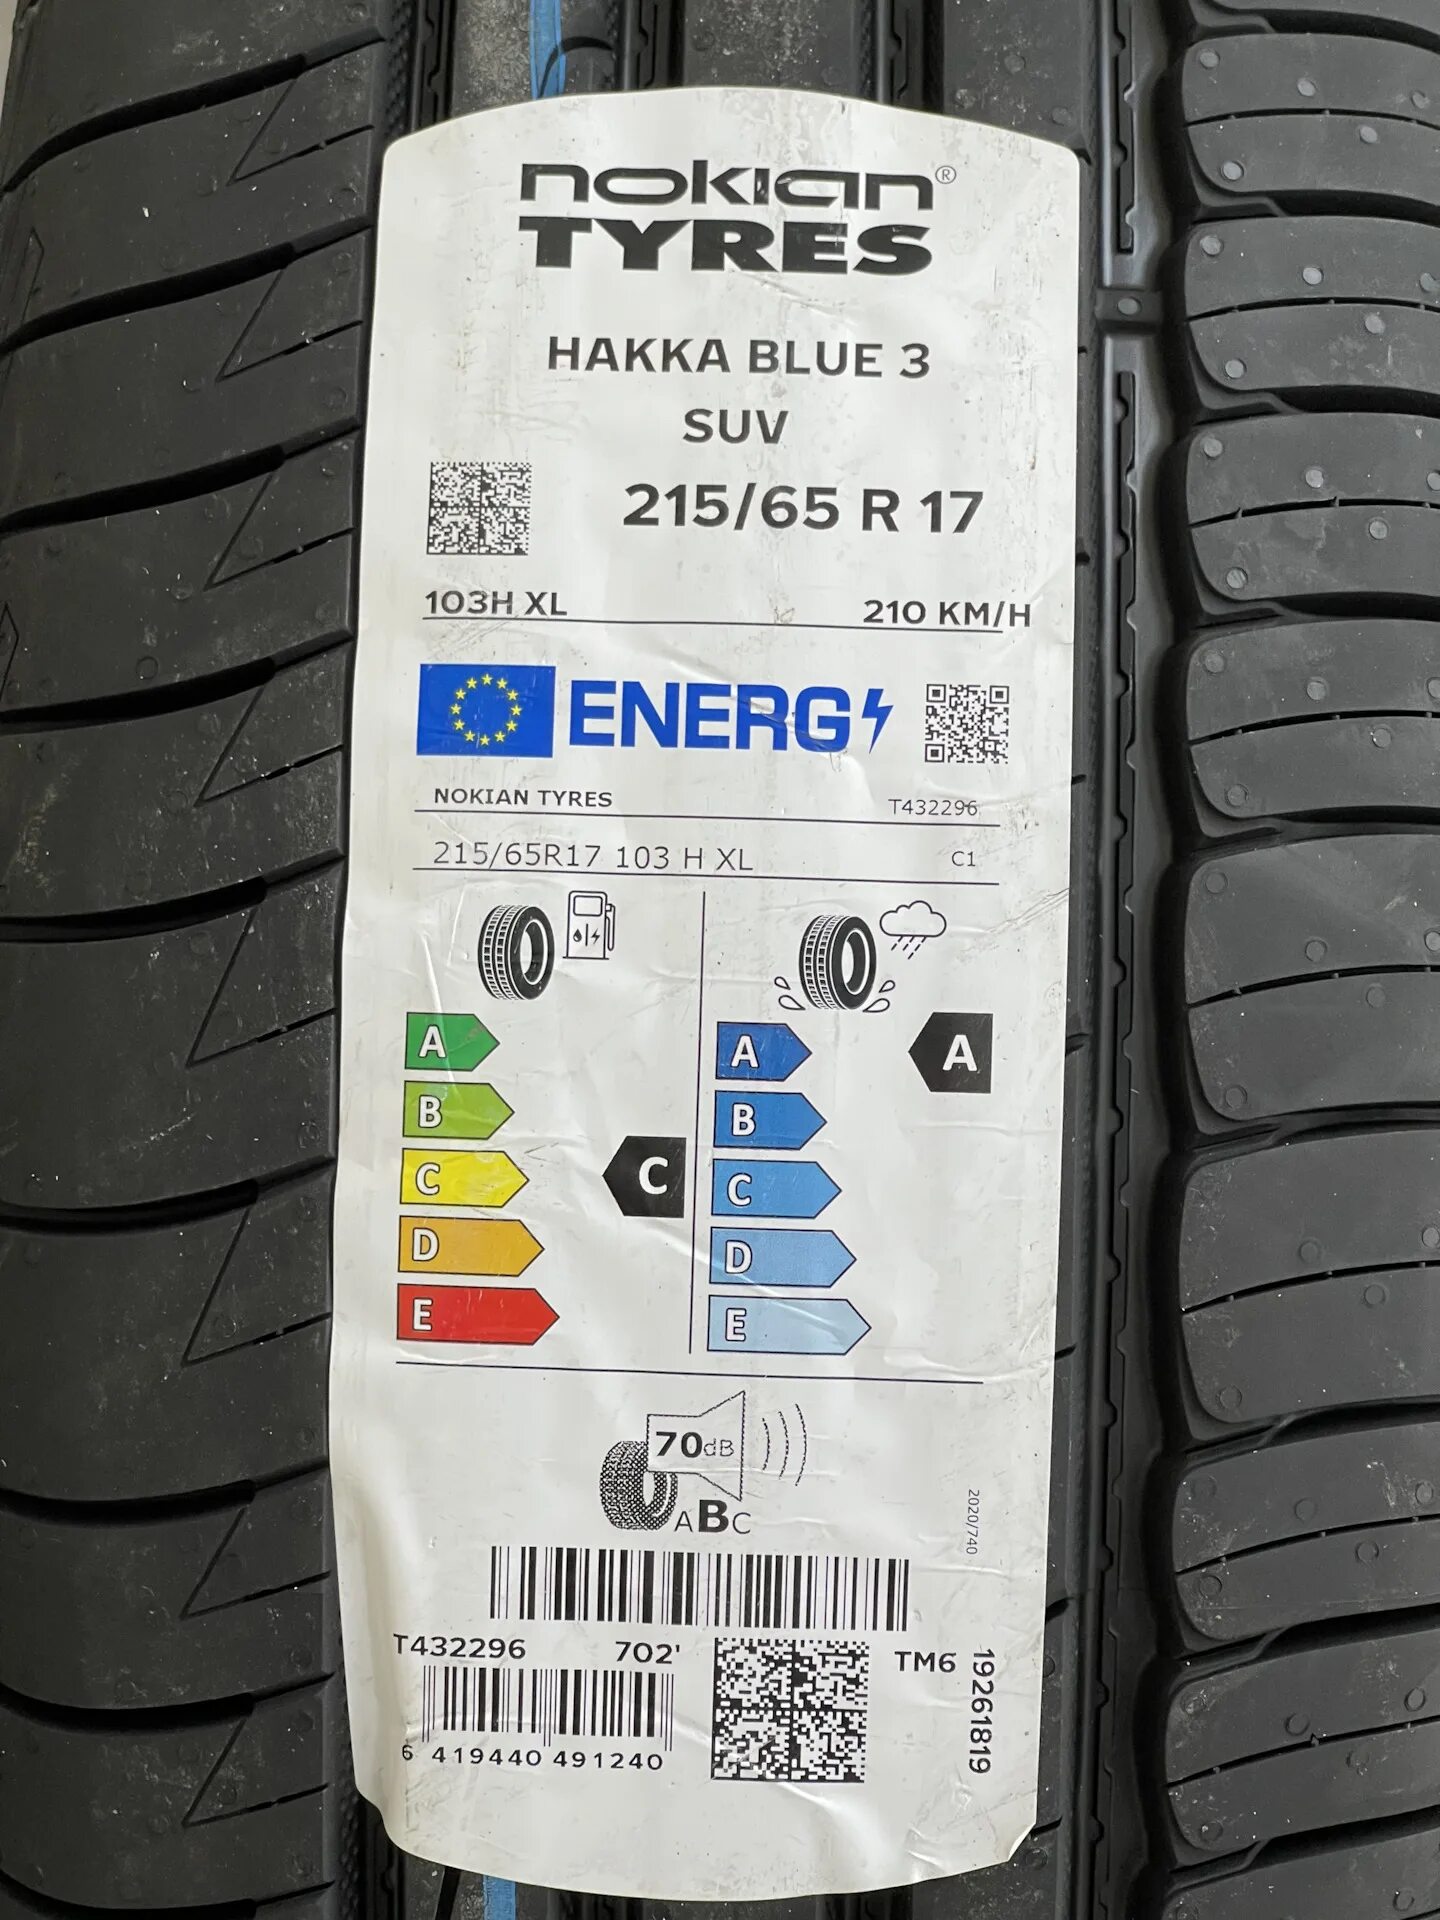 nokian®
TYRES
HAKKA BLUE 3
SUV
215/65 R 17
103H XL 210 KM/H
ENERG
NOKIAN TYRES T432296
215/65R17 103 H XL C1
A A A
B B
C C C
D D
E E
70dB
ABC
2020/740
T432296 702' TM6
19261819
6 419440 491240